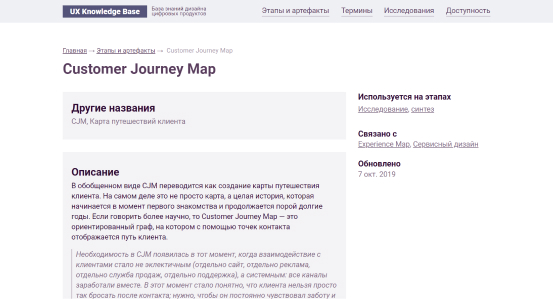 UX Knowledge Base
База знаний дизайна
цифровых продуктов
Этапы и артефакты
Термины
Исследования
Доступность
Главная → Этапы и артефакты → Customer Journey Map
Customer Journey Map
Другие названия
CJM, Карта путешествий клиента
Описание
В обобщенном виде CJM переводится как создание карты путешествия
клиента. На самом деле это не просто карта, а целая история, которая
начинается в момент первого знакомства и продолжается порой долгие
годы. Если говорить более научно, то Customer Journey Map — это
ориентированный граф, на котором с помощью точек контакта
отображается путь клиента.
Необходимость в CJM появилась в тот момент, когда взаимодействие с
клиентами стало не эклектичным (отдельно сайт, отдельно реклама,
отдельно служба продаж, отдельно поддержка), а системным: все каналы
заработали вместе. В этот момент стало понятно, что клиента нельзя просто
так бросать после контакта; нужно, чтобы он постоянно чувствовал заботу и
Используется на этапах
Исследование, синтез
Связано с
Experience Map, Сервисный дизайн
Обновлено
7 окт. 2019